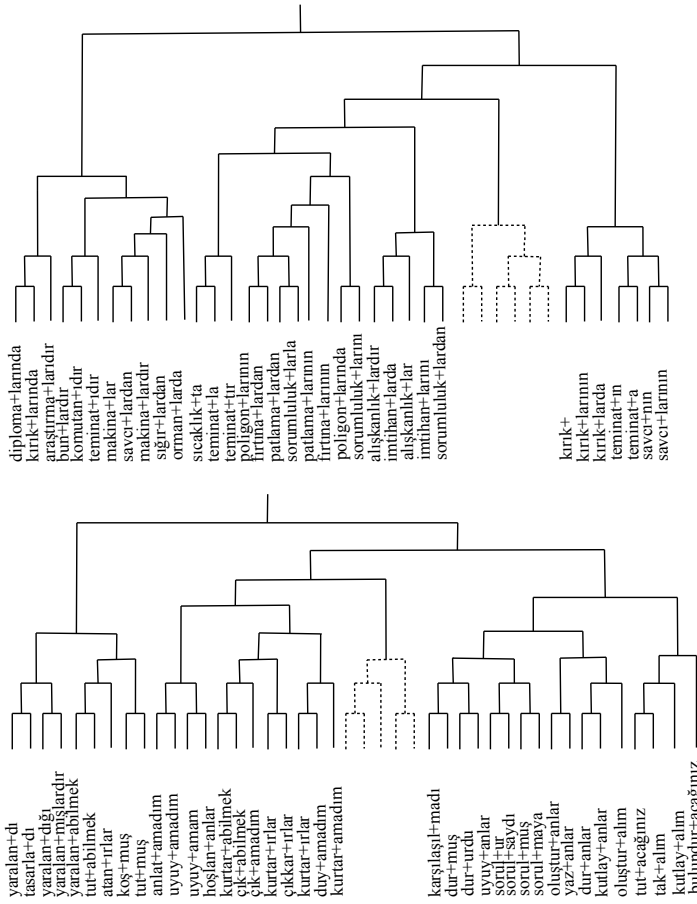 diploma+larında
kırık+larında
araştırma+larıdır
bun+lardır
komutan+ıdır
teminat+ıdır
makina+lar
savcı+lardan
makina+lardır
sığır+lardan
orman+larda
sıcaklık+ta
teminat+la
teminat+tır
poligon+larının
fırtına+lardan
patlama+lardan
sorumluluk+larla
patlama+larının
fırtına+larının
poligon+larında
sorumluluk+larını
alışkanlık+lardır
imtihan+larda
alışkanlık+lar
imtihan+larını
sorumluluk+lardan
kırık+
kırık+larının
kırık+larda
teminat+ın
teminat+a
savcı+nın
savcı+larının
yaralan+dı
tasarla+dı
yaralan+dığı
yaralan+mışlardır
yaralan+abilmek
tut+abilmek
atan+ırlar
koş+muş
tut+muş
anlat+amadım
uyuy+amadım
uyuy+amam
hoşlan+anlar
kurtar+abilmek
çık+abilmek
çık+amadım
kurtar+ırlar
çıkkar+ırlar
kurtar+ırlar
duy+amadım
kurtar+amadım
karşılaşıl+madı
dur+muş
dur+urdu
uyuy+anlar
sorul+ur
sorul+saydı
sorul+muş
sorul+maya
oluştur+anlar
yaz+anlar
dur+anlar
kutlay+anlar
oluştur+alım
tut+acağınız
tak+alım
kutlay+alım
bulundur+acağınız